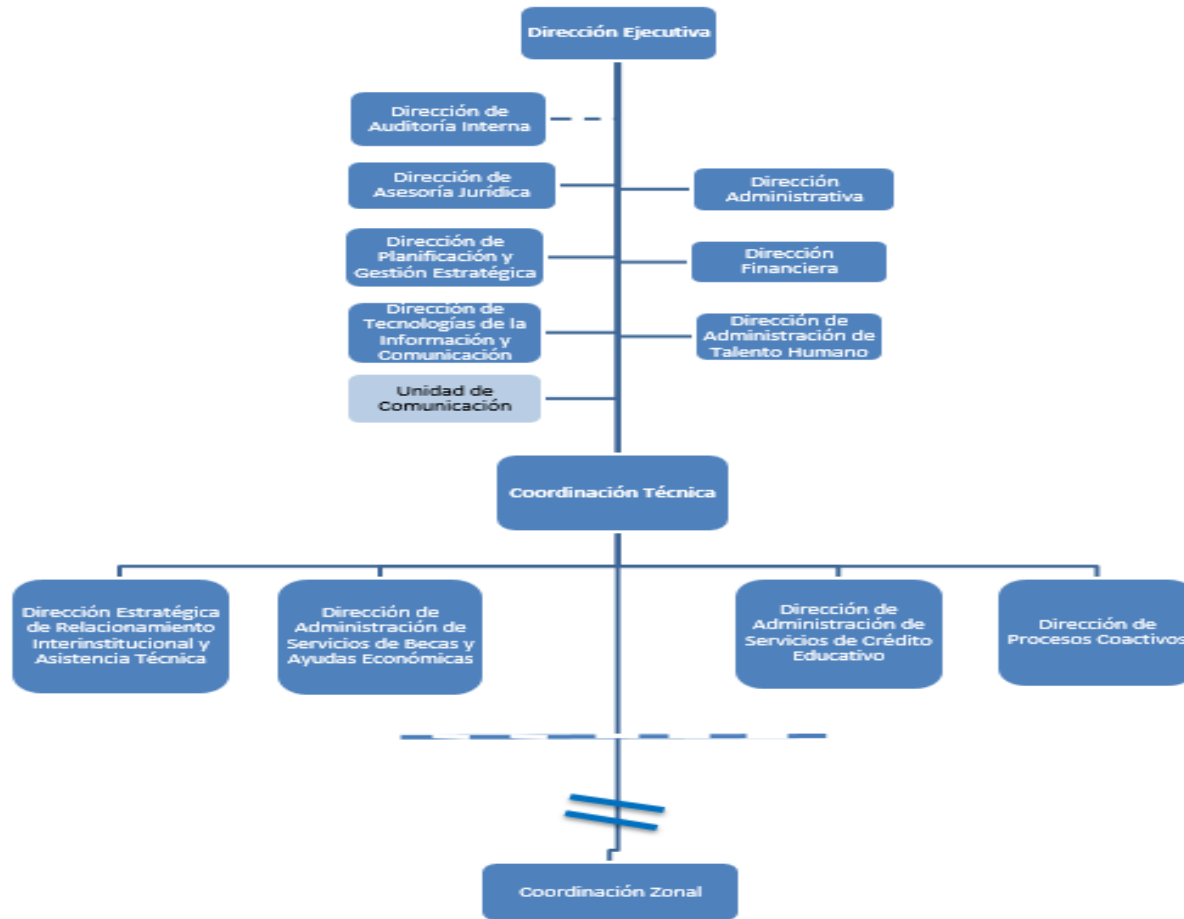 Dirección Ejecutiva
Dirección de
Auditoría Interna
Dirección de
Asesoría Jurídica
Dirección
Administrativa
Dirección de
Planificación y
Gestión Estratégica
Dirección
Financiera
Dirección de
Tecnologías de la
Información y
Comunicación
Dirección de
Administración de
Talento Humano
Unidad de
Comunicación
Coordinación Técnica
Dirección Estratégica
de Relacionamiento
Interinstitucional y
Asistencia Técnica
Dirección de
Administración de
Servicios de Becas y
Ayudas Económicas
Dirección de
Administración de
Servicios de Crédito
Educativo
Dirección de
Procesos Coactivos
Coordinación Zonal